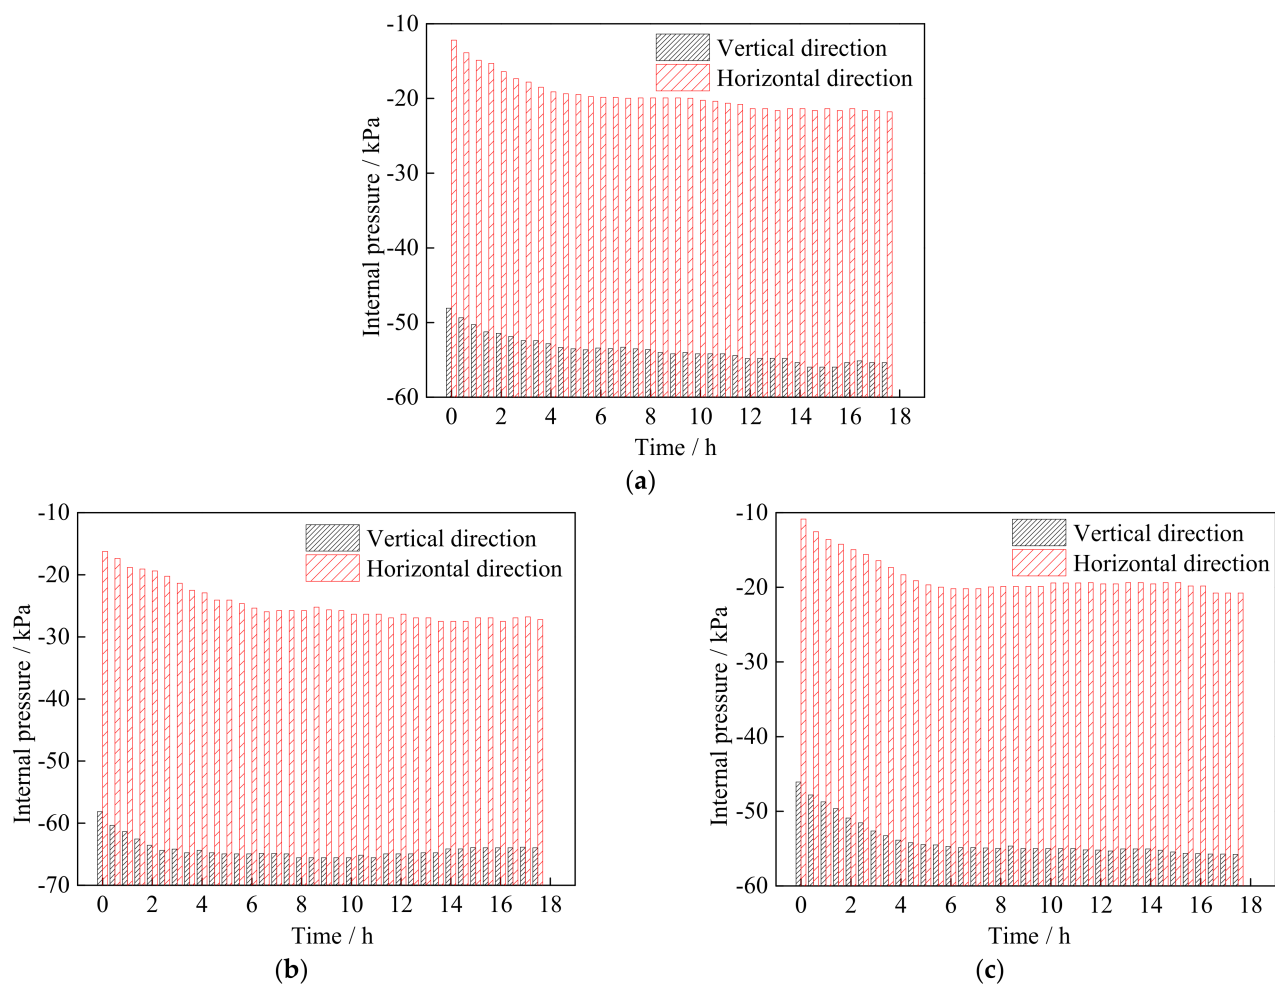 -10
-20
-30
-40
-50
-60
Internal pressure / kPa
Vertical direction
Horizontal direction
0 2 4 6 8 10 12 14 16 18
Time / h
(a)
-10
-20
-30
-40
-50
-60
-70
Internal pressure / kPa
Vertical direction
Horizontal direction
0 2 4 6 8 10 12 14 16 18
Time / h
(b)
-10
-20
-30
-40
-50
-60
Internal pressure / kPa
Vertical direction
Horizontal direction
0 2 4 6 8 10 12 14 16 18
Time / h
(c)